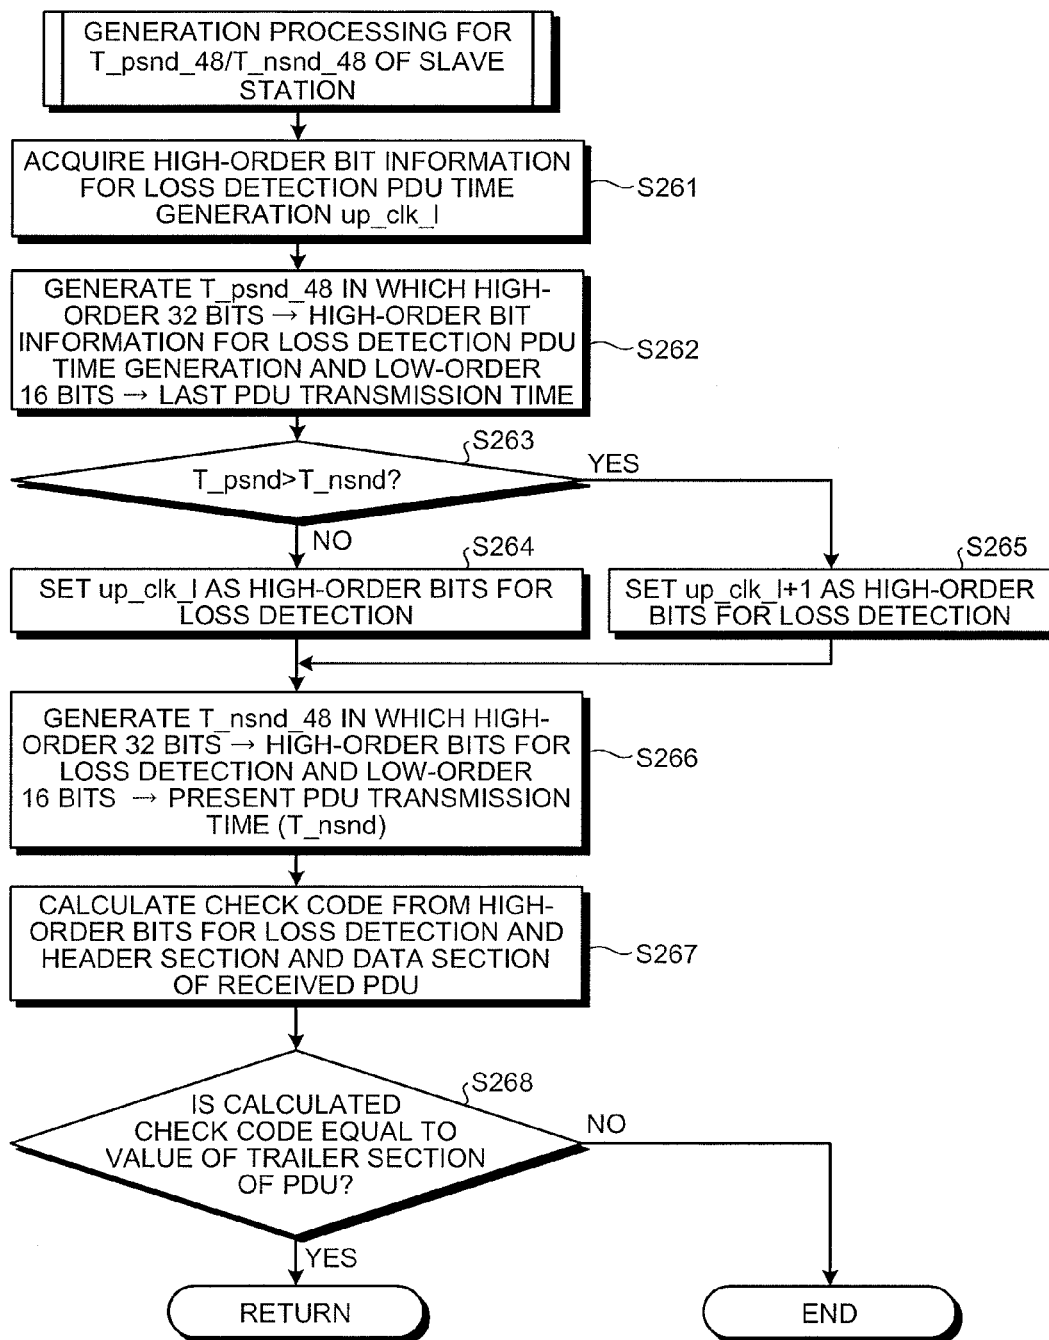 GENERATION PROCESSING FOR
T_psnd_48/T_nsnd_48 OF SLAVE
STATION
ACQUIRE HIGH-ORDER BIT INFORMATION
FOR LOSS DETECTION PDU TIME
GENERATION up_clk_l
S261
GENERATE T_psnd_48 IN WHICH HIGH-
ORDER 32 BITS → HIGH-ORDER BIT
INFORMATION FOR LOSS DETECTION PDU
TIME GENERATION AND LOW-ORDER
16 BITS → LAST PDU TRANSMISSION TIME
S262
S263
T_psnd>T_nsnd?
YES
NO
S264
SET up_clk_l AS HIGH-ORDER BITS FOR
LOSS DETECTION
S265
SET up_clk_l+1 AS HIGH-ORDER
BITS FOR LOSS DETECTION
GENERATE T_nsnd_48 IN WHICH HIGH-
ORDER 32 BITS → HIGH-ORDER BITS FOR
LOSS DETECTION AND LOW-ORDER
16 BITS → PRESENT PDU TRANSMISSION
TIME (T_nsnd)
S266
CALCULATE CHECK CODE FROM HIGH-
ORDER BITS FOR LOSS DETECTION AND
HEADER SECTION AND DATA SECTION
OF RECEIVED PDU
S267
S268
IS CALCULATED
CHECK CODE EQUAL TO
VALUE OF TRAILER SECTION
OF PDU?
NO
YES
RETURN
END